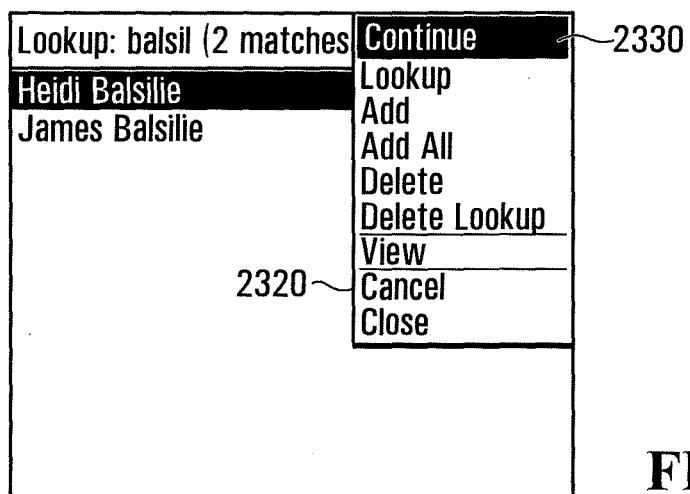 Lookup: balsil (2 matches
Heidi Balsilie
James Balsilie
Continue
2330
Lookup
Add
Add All
Delete
Delete Lookup
View
2320
Cancel
Close